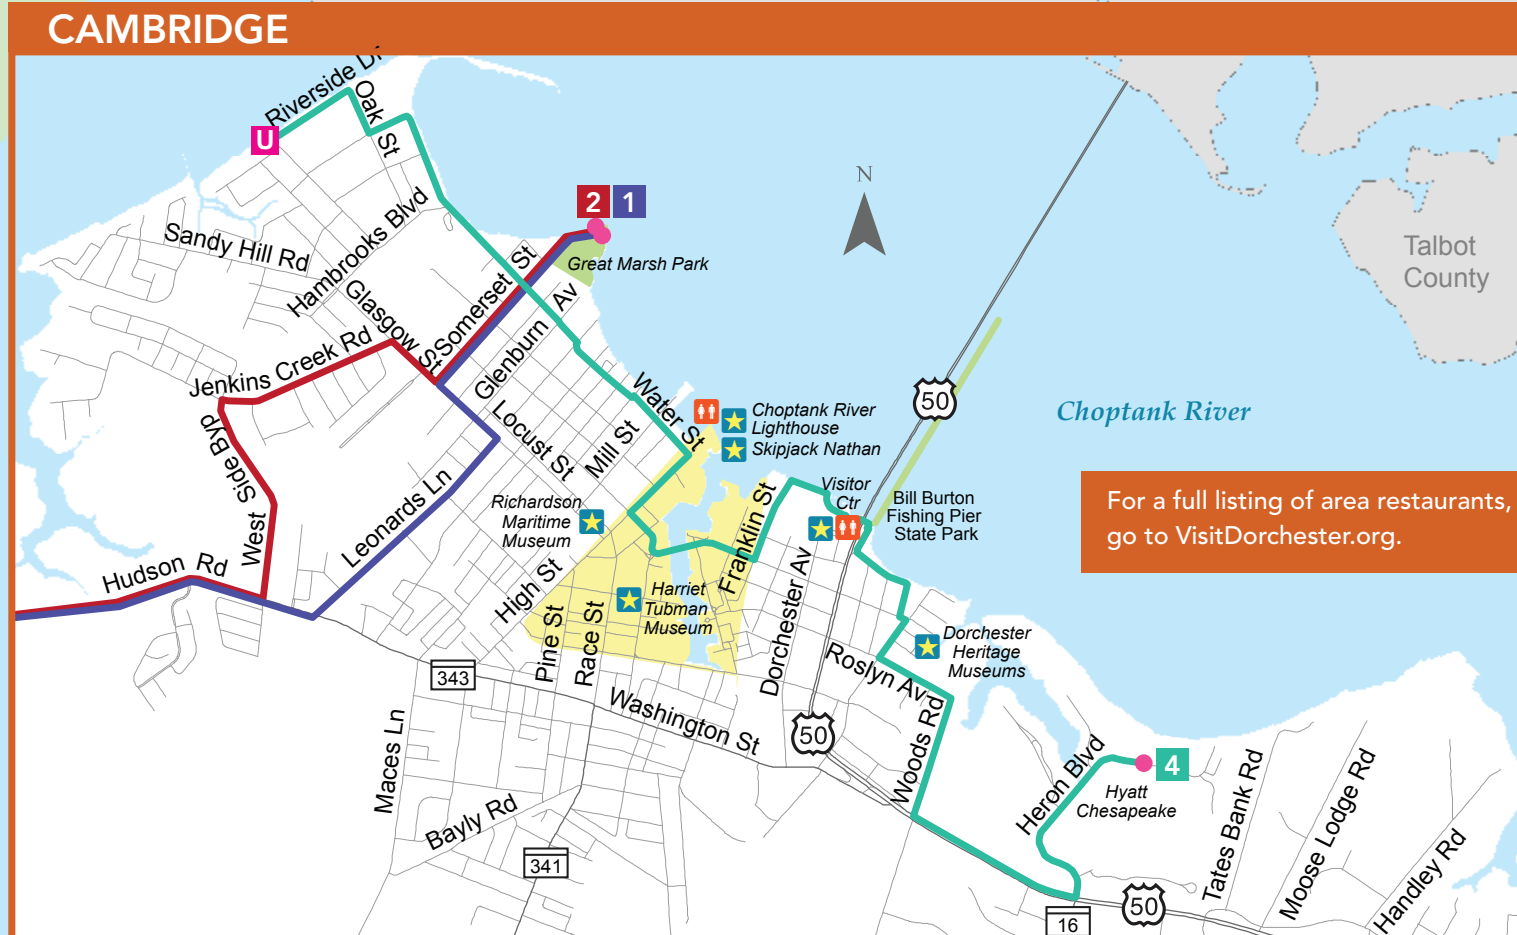 CAMBRIDGE
Riverside Dr
Oak St
U
2
1
N
Sandy Hill Rd
Hambrooks Blvd
Great Marsh Park
Talbot
County
Glasgow St
Somerset St
Glenburn Av
Jenkins Creek Rd
Water St
50
Choptank River
Choptank River
Lighthouse
Skipjack Nathan
Locust St
Mill St
West Side Byp
Leonards Ln
Richardson
Maritime
Museum
Visitor
Ctr
Bill Burton
Fishing Pier
State Park
For a full listing of area restaurants,
go to VisitDorchester.org.
Franklin St
Hudson Rd
High St
Harriet
Tubman
Museum
Dorchester Av
Dorchester
Heritage
Museums
Pine St
Race St
Roslyn Av
343
Washington St
50
Woods Rd
Maces Ln
Heron Blvd
4
Hyatt
Chesapeake
Bayly Rd
341
Tates Bank Rd
Moose Lodge Rd
Handley Rd
50
16